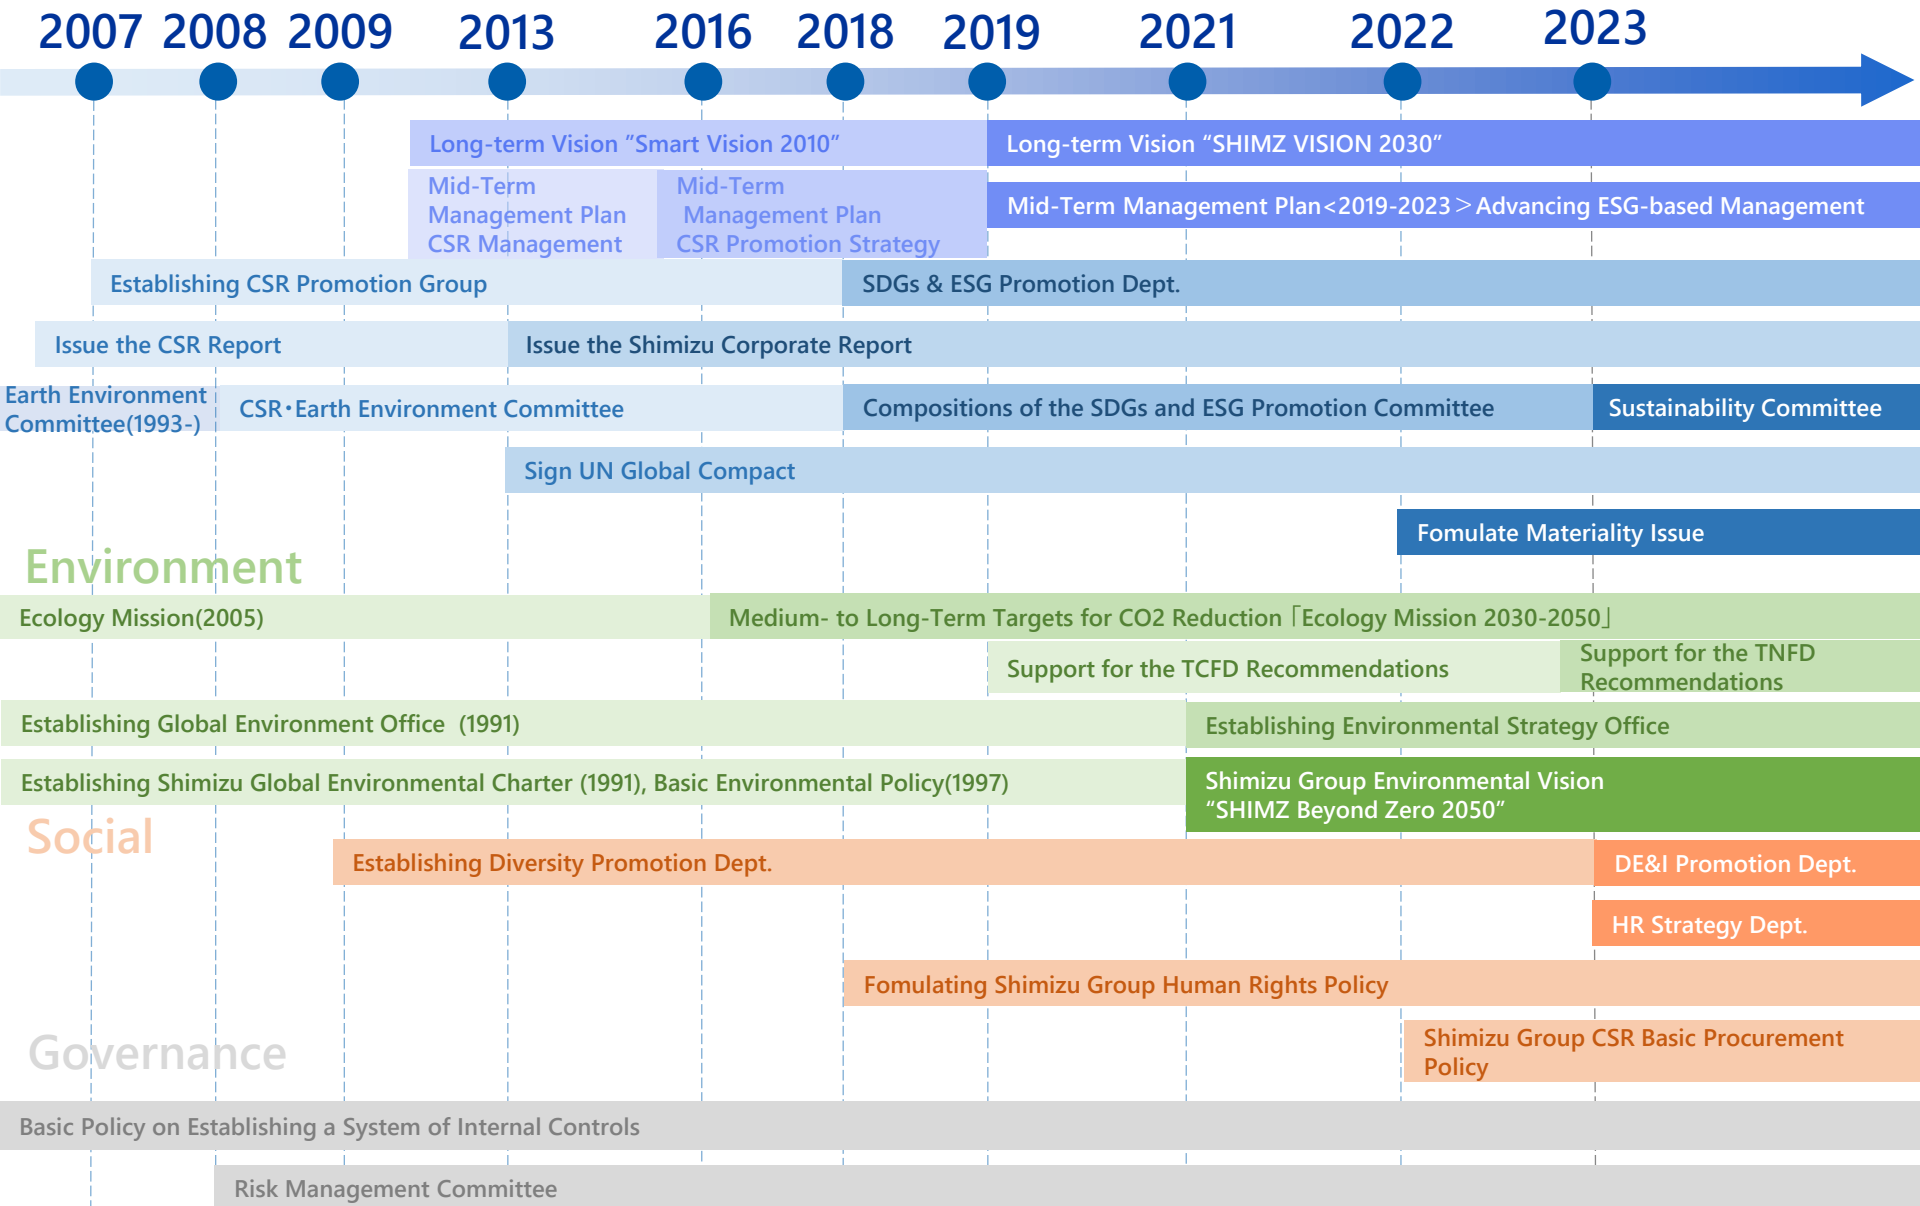 2007 2008 2009 2013 2016 2018 2019 2021 2022 2023
Long-term Vision ”Smart Vision 2010”
Long-term Vision “SHIMZ VISION 2030”
Mid-Term
Management Plan
CSR Management
Mid-Term
Management Plan
CSR Promotion Strategy
Mid-Term Management Plan<2019-2023＞Advancing ESG-based Management
Establishing CSR Promotion Group
SDGs & ESG Promotion Dept.
Issue the CSR Report
Issue the Shimizu Corporate Report
Earth Environment
Committee(1993-)
CSR・Earth Environment Committee
Compositions of the SDGs and ESG Promotion Committee
Sustainability Committee
Sign UN Global Compact
Fomulate Materiality Issue
Environment
Ecology Mission(2005)
Medium- to Long-Term Targets for CO2 Reduction「Ecology Mission 2030-2050」
Support for the TCFD Recommendations
Support for the TNFD
Recommendations
Establishing Global Environment Office (1991)
Establishing Environmental Strategy Office
Establishing Shimizu Global Environmental Charter (1991), Basic Environmental Policy(1997)
Shimizu Group Environmental Vision
“SHIMZ Beyond Zero 2050”
Social
Establishing Diversity Promotion Dept.
DE&I Promotion Dept.
HR Strategy Dept.
Fomulating Shimizu Group Human Rights Policy
Shimizu Group CSR Basic Procurement
Policy
Governance
Basic Policy on Establishing a System of Internal Controls
Risk Management Committee